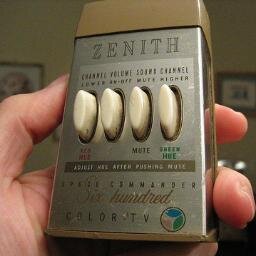 ZENITH
CHANNEL VOLUME SOUND CHANNEL
LOWER ON-OFF MUTE HIGHER
RED MUTE GREEN
HUE HUE
ADJUST HUE AFTER PUSHING MUTE
SPACE COMMANDER
Six hundred
COLOR TV